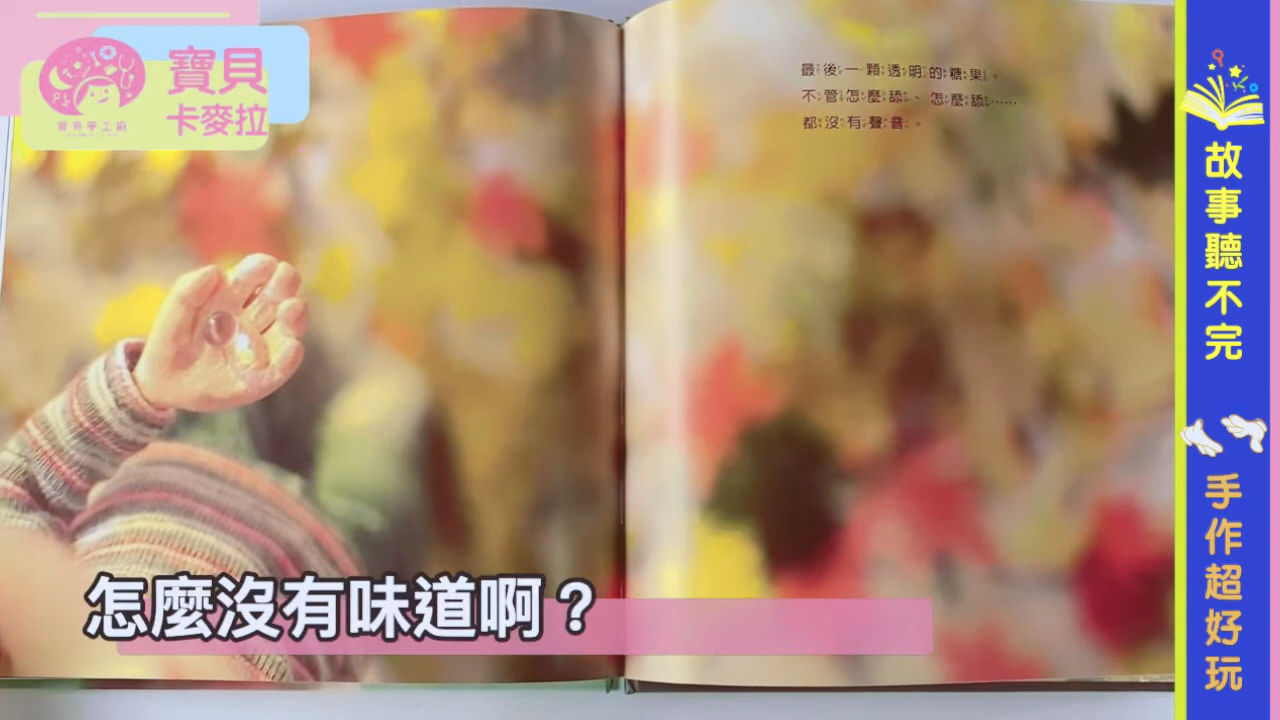 寶貝
卡麥拉
寶貝手工廠
最後一顆透明的糖果。
不管怎麼舔、怎麼舔……
都沒有聲音。
怎麼沒有味道啊？
故事聽不完
手作超好玩